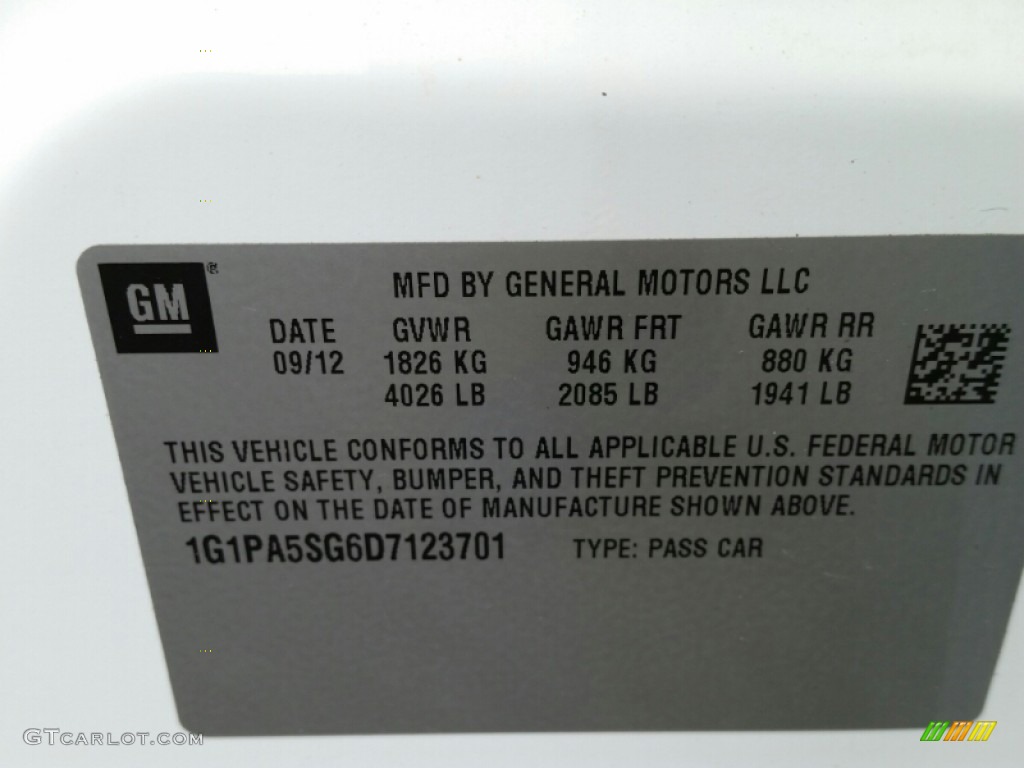 GM®
MFD BY GENERAL MOTORS LLC
DATE GVWR GAWR FRT GAWR RR
09/12 1826 KG 946 KG 880 KG
4026 LB 2085 LB 1941 LB
THIS VEHICLE CONFORMS TO ALL APPLICABLE U.S. FEDERAL MOTOR
VEHICLE SAFETY, BUMPER, AND THEFT PREVENTION STANDARDS IN
EFFECT ON THE DATE OF MANUFACTURE SHOWN ABOVE.
1G1PA5SG6D7123701 TYPE: PASS CAR
GTCARLOT.COM